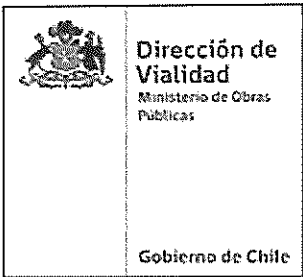 Dirección de
Vialidad
Ministerio de Obras
Públicas
Gobierno de Chile